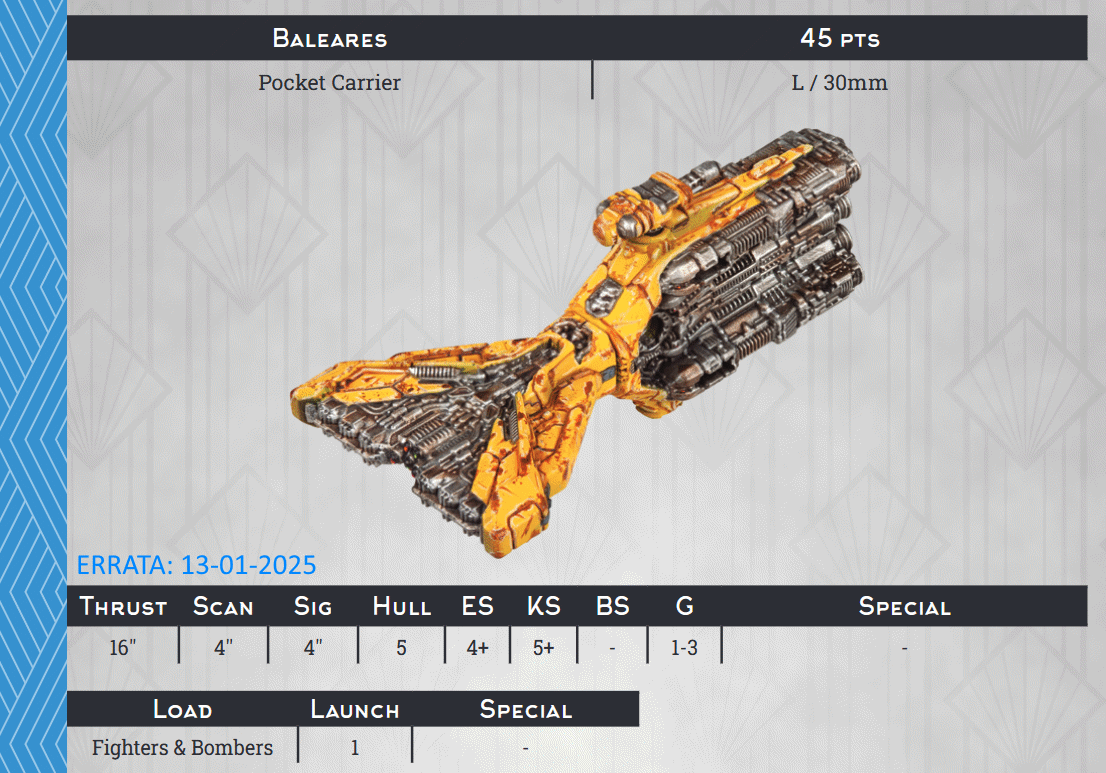 Baleares 45 pts
Pocket Carrier L / 30mm
ERRATA: 13-01-2025
Thrust Scan Sig Hull ES KS BS G Special
16" 4" 4" 5 4+ 5+ - 1-3 -
Load Launch Special
Fighters & Bombers 1 -